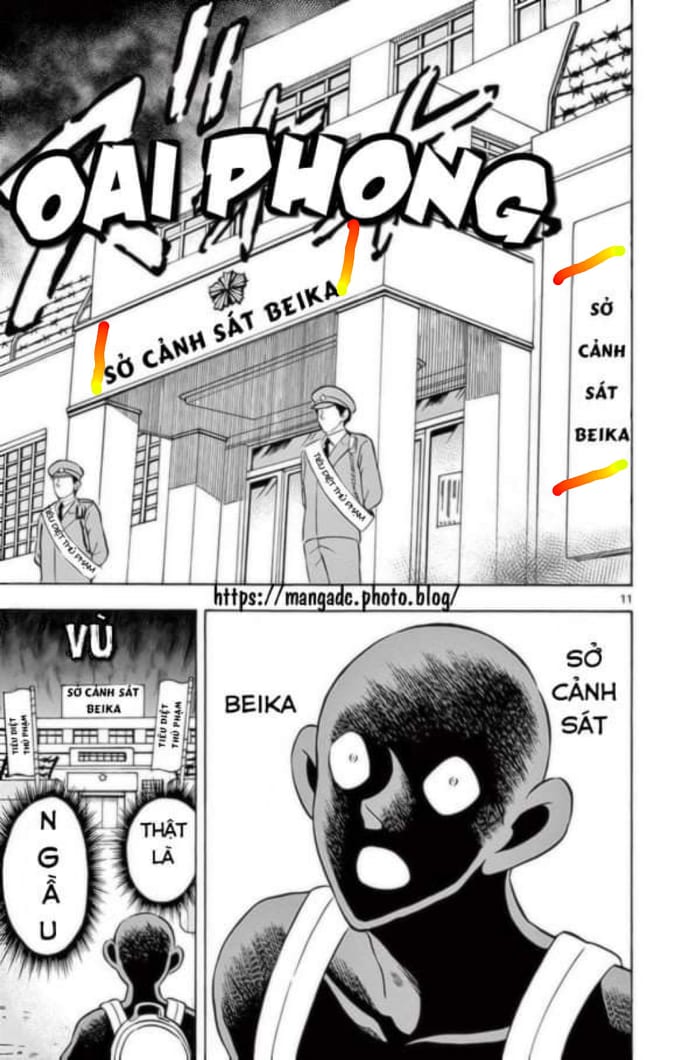 OAI PHONG
SỞ CẢNH SÁT BEIKA
SỞ
CẢNH
SÁT
BEIKA
TIÊU DIỆT THỦ PHẠM
TIÊU DIỆT THỦ PHẠM
https://mangadc.photo.blog/
11
SỞ
CẢNH
SÁT
BEIKA
VÙ
SỞ CẢNH SÁT
BEIKA
TIÊU DIỆT
THỦ PHẠM
TIÊU DIỆT
THỦ PHẠM
THẬT
LÀ
N
G
Ầ
U